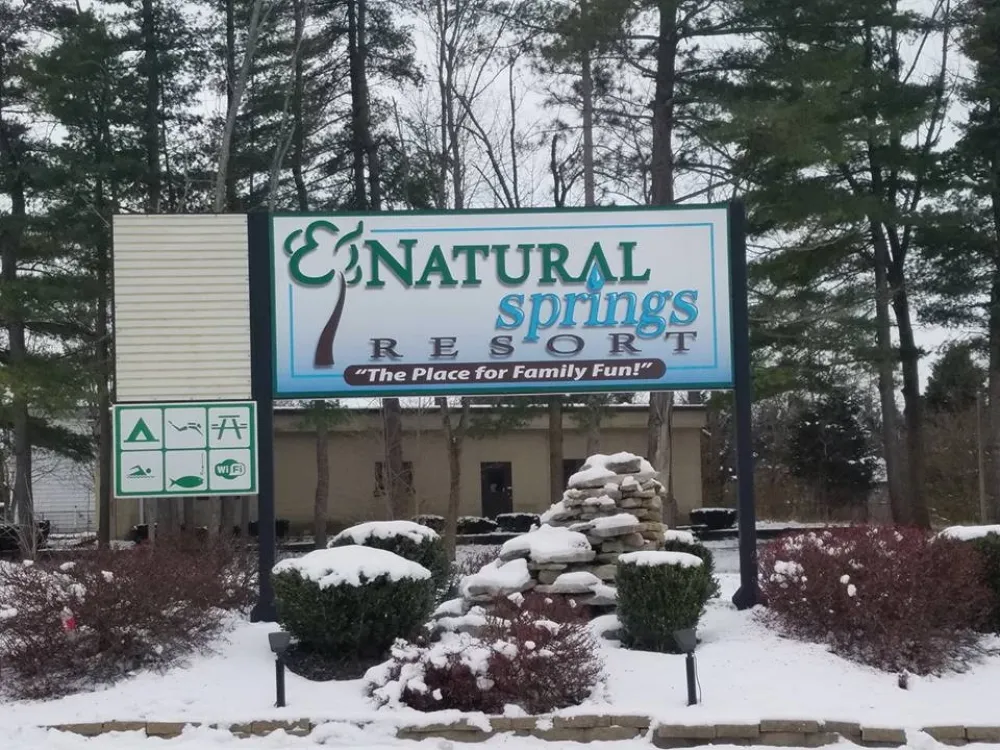 NATURAL
springs
RESORT
"The Place for Family Fun!"
WiFi